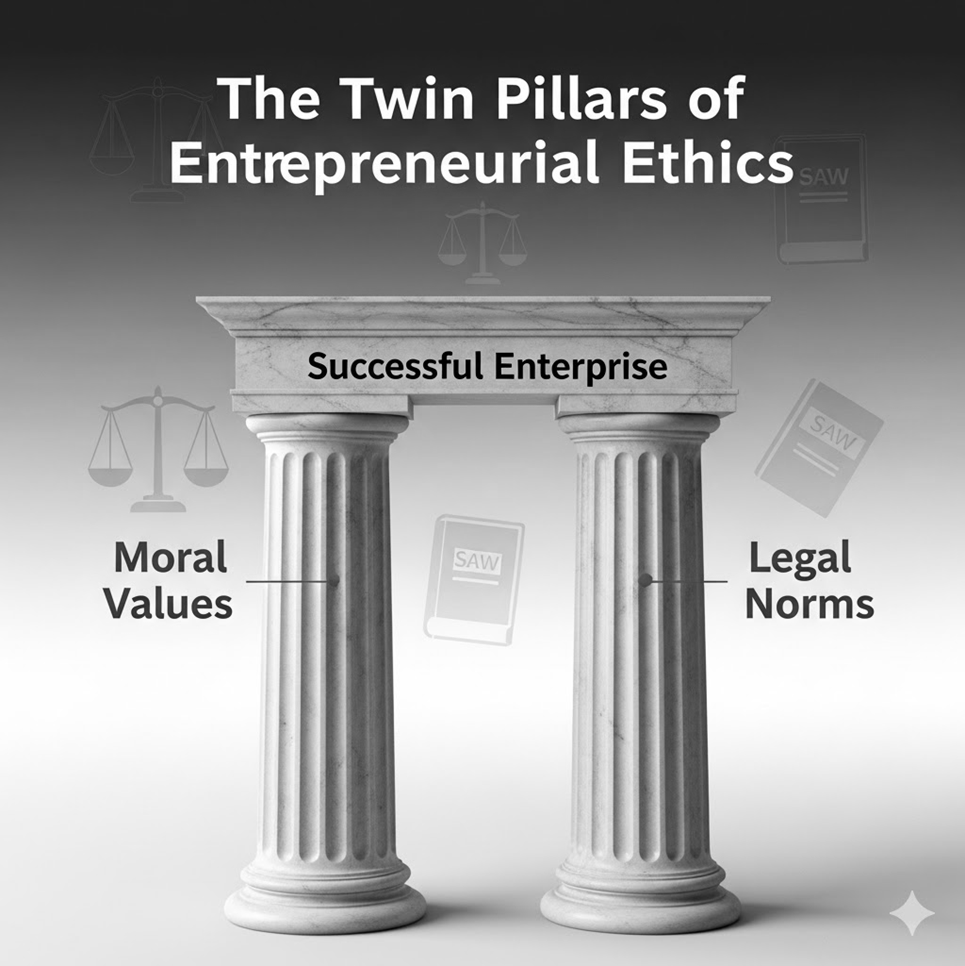 The Twin Pillars of
Entrepreneurial Ethics
SAW
Successful Enterprise
SAW
SAW
Moral
Values
Legal
Norms